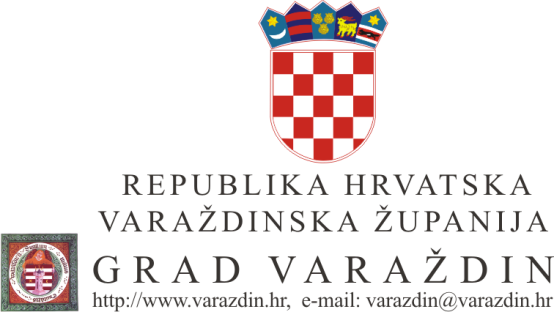 REPUBLIKA HRVATSKA
VARAŽDINSKA ŽUPANIJA
GRAD VARAŽDIN
http://www.varazdin.hr, e-mail: varazdin@varazdin.hr